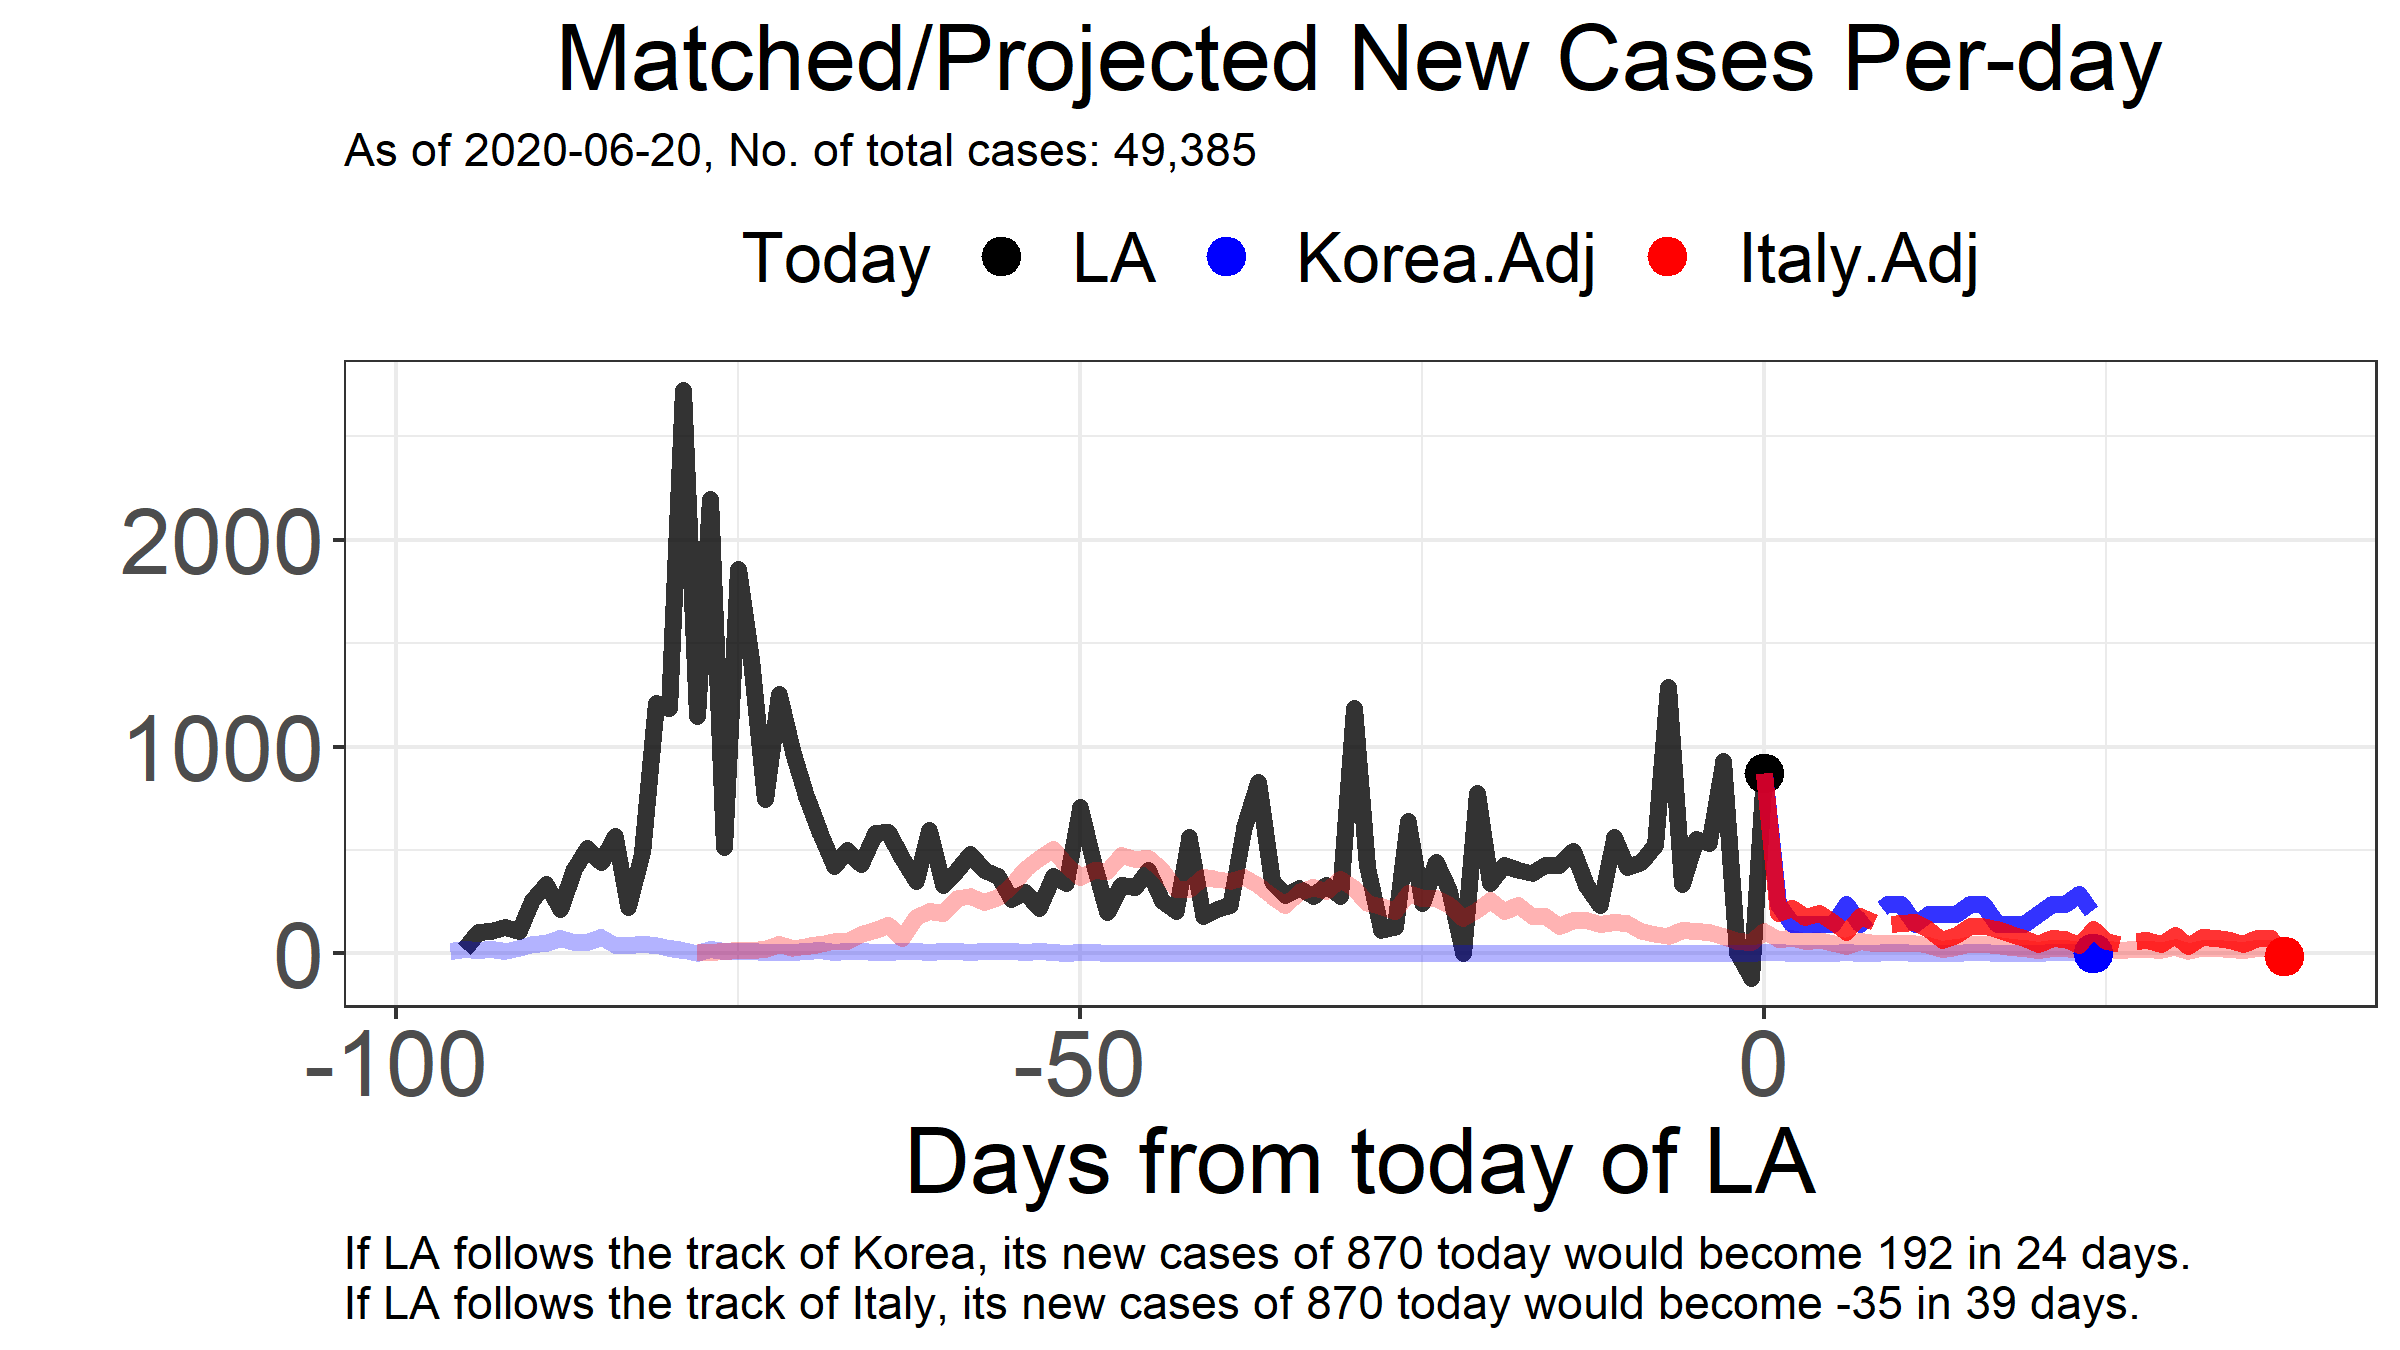 Matched/Projected New Cases Per-day
As of 2020-06-20, No. of total cases: 49,385
Today LA Korea.Adj Italy.Adj
2000
1000
0
-100 -50 0
Days from today of LA
If LA follows the track of Korea, its new cases of 870 today would become 192 in 24 days.
If LA follows the track of Italy, its new cases of 870 today would become -35 in 39 days.